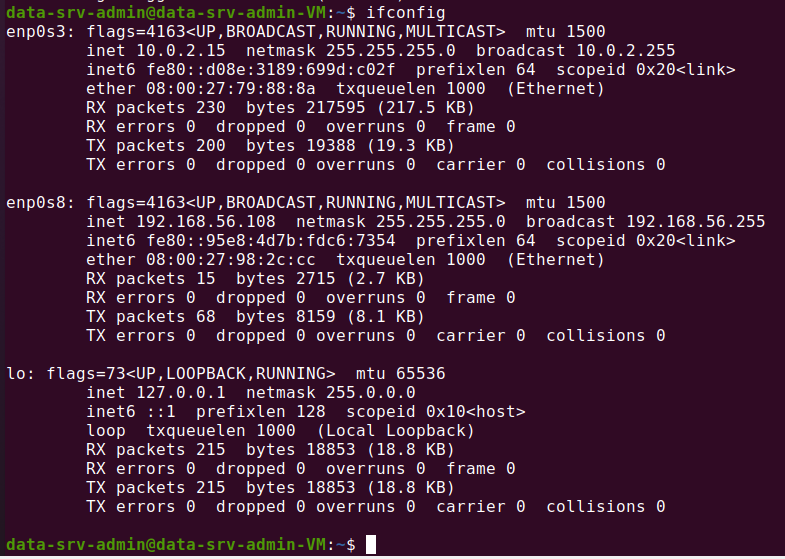 data-srv-admin@data-srv-admin-VM:~$ ifconfig
enp0s3: flags=4163<UP,BROADCAST,RUNNING,MULTICAST>  mtu 1500
        inet 10.0.2.15  netmask 255.255.255.0  broadcast 10.0.2.255
        inet6 fe80::d08e:3189:699d:c02f  prefixlen 64  scopeid 0x20<link>
        ether 08:00:27:79:88:8a  txqueuelen 1000  (Ethernet)
        RX packets 230  bytes 217595 (217.5 KB)
        RX errors 0  dropped 0  overruns 0  frame 0
        TX packets 200  bytes 19388 (19.3 KB)
        TX errors 0  dropped 0 overruns 0  carrier 0  collisions 0

enp0s8: flags=4163<UP,BROADCAST,RUNNING,MULTICAST>  mtu 1500
        inet 192.168.56.108  netmask 255.255.255.0  broadcast 192.168.56.255
        inet6 fe80::95e8:4d7b:fdc6:7354  prefixlen 64  scopeid 0x20<link>
        ether 08:00:27:98:2c:cc  txqueuelen 1000  (Ethernet)
        RX packets 15  bytes 2715 (2.7 KB)
        RX errors 0  dropped 0  overruns 0  frame 0
        TX packets 68  bytes 8159 (8.1 KB)
        TX errors 0  dropped 0 overruns 0  carrier 0  collisions 0

lo: flags=73<UP,LOOPBACK,RUNNING>  mtu 65536
        inet 127.0.0.1  netmask 255.0.0.0
        inet6 ::1  prefixlen 128  scopeid 0x10<host>
        loop  txqueuelen 1000  (Local Loopback)
        RX packets 215  bytes 18853 (18.8 KB)
        RX errors 0  dropped 0  overruns 0  frame 0
        TX packets 215  bytes 18853 (18.8 KB)
        TX errors 0  dropped 0 overruns 0  carrier 0  collisions 0

data-srv-admin@data-srv-admin-VM:~$